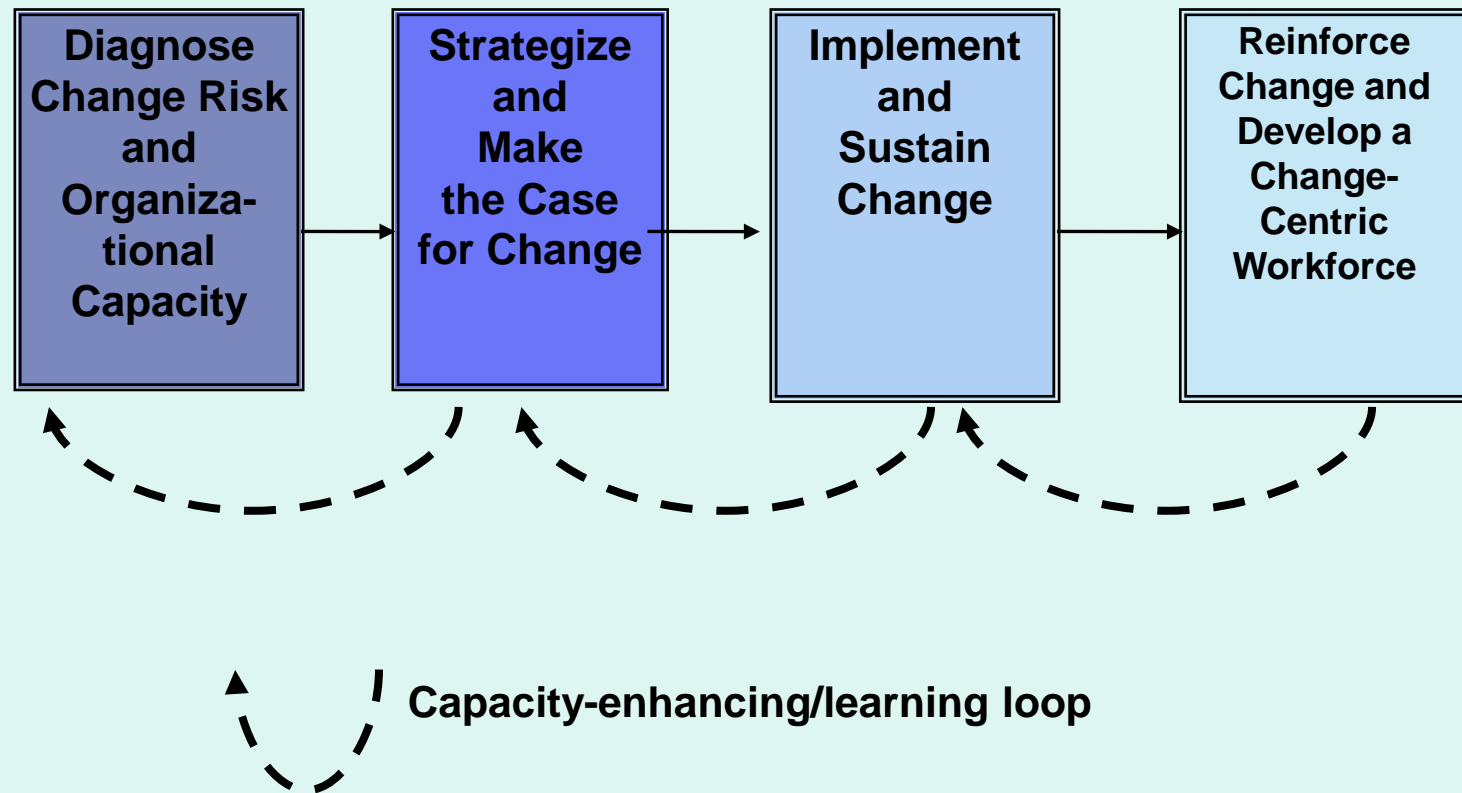 Diagnose
Change Risk
and
Organiza-
tional
Capacity
Strategize
and
Make
the Case
for Change
Implement
and
Sustain
Change
Reinforce
Change and
Develop a
Change-
Centric
Workforce
Capacity-enhancing/learning loop